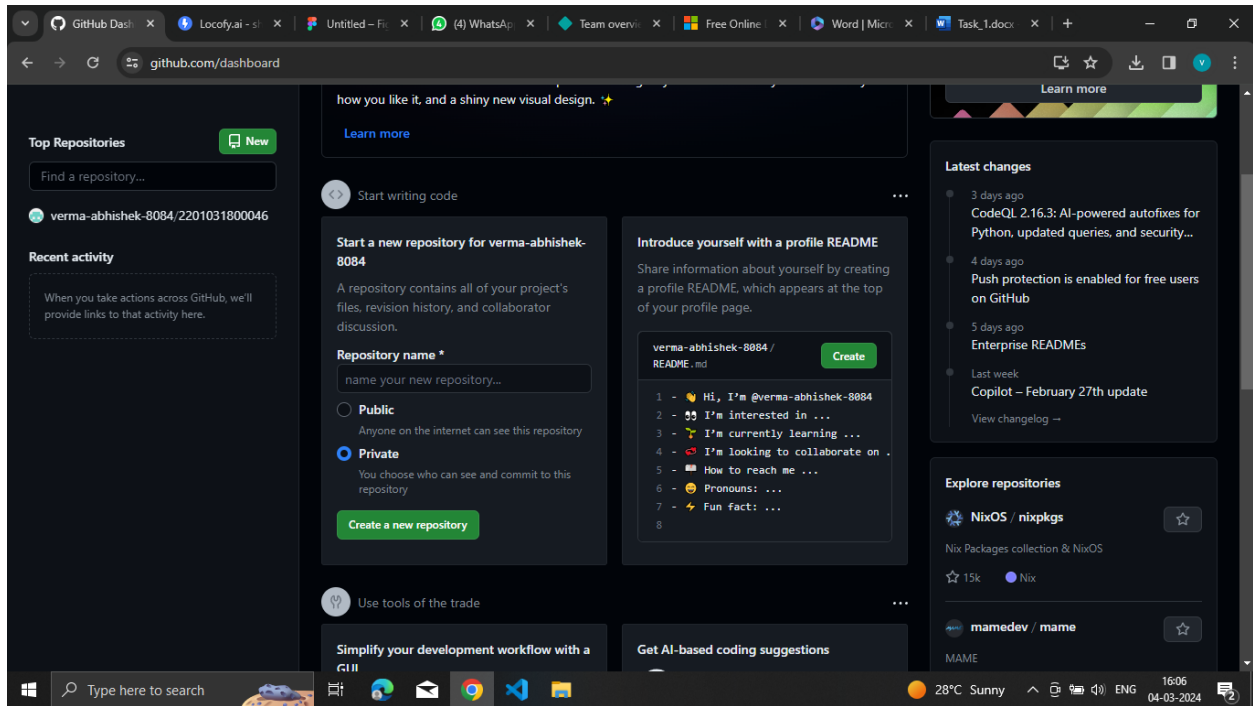 GitHub Dash
Locofy.ai - sh
Untitled – Fig
(4) WhatsAp
Team overvi
Free Online
Word | Micro
Task_1.docx
github.com/dashboard
how you like it, and a shiny new visual design. ✨
Learn more
Learn more
Top Repositories
New
Find a repository...
verma-abhishek-8084/2201031800046
Recent activity
When you take actions across GitHub, we'll
provide links to that activity here.
Start writing code
Start a new repository for verma-abhishek-
8084
A repository contains all of your project's
files, revision history, and collaborator
discussion.
Repository name *
name your new repository...
Public
Anyone on the internet can see this repository
Private
You choose who can see and commit to this
repository
Create a new repository
Introduce yourself with a profile README
Share information about yourself by creating
a profile README, which appears at the top
of your profile page.
verma-abhishek-8084 /
README.md
Create
1 - 👋 Hi, I'm @verma-abhishek-8084
2 - 👀 I'm interested in ...
3 - 🌱 I'm currently learning ...
4 - 💞️ I'm looking to collaborate on .
5 - 📫 How to reach me ...
6 - 😄 Pronouns: ...
7 - ⚡ Fun fact: ...
8
Use tools of the trade
Simplify your development workflow with a
GUI
Get AI-based coding suggestions
Latest changes
3 days ago
CodeQL 2.16.3: AI-powered autofixes for
Python, updated queries, and security...
4 days ago
Push protection is enabled for free users
on GitHub
5 days ago
Enterprise READMEs
Last week
Copilot – February 27th update
View changelog →
Explore repositories
NixOS / nixpkgs
Nix Packages collection & NixOS
15k
Nix
mamedev / mame
MAME
Type here to search
28°C Sunny
ENG
16:06
04-03-2024
2